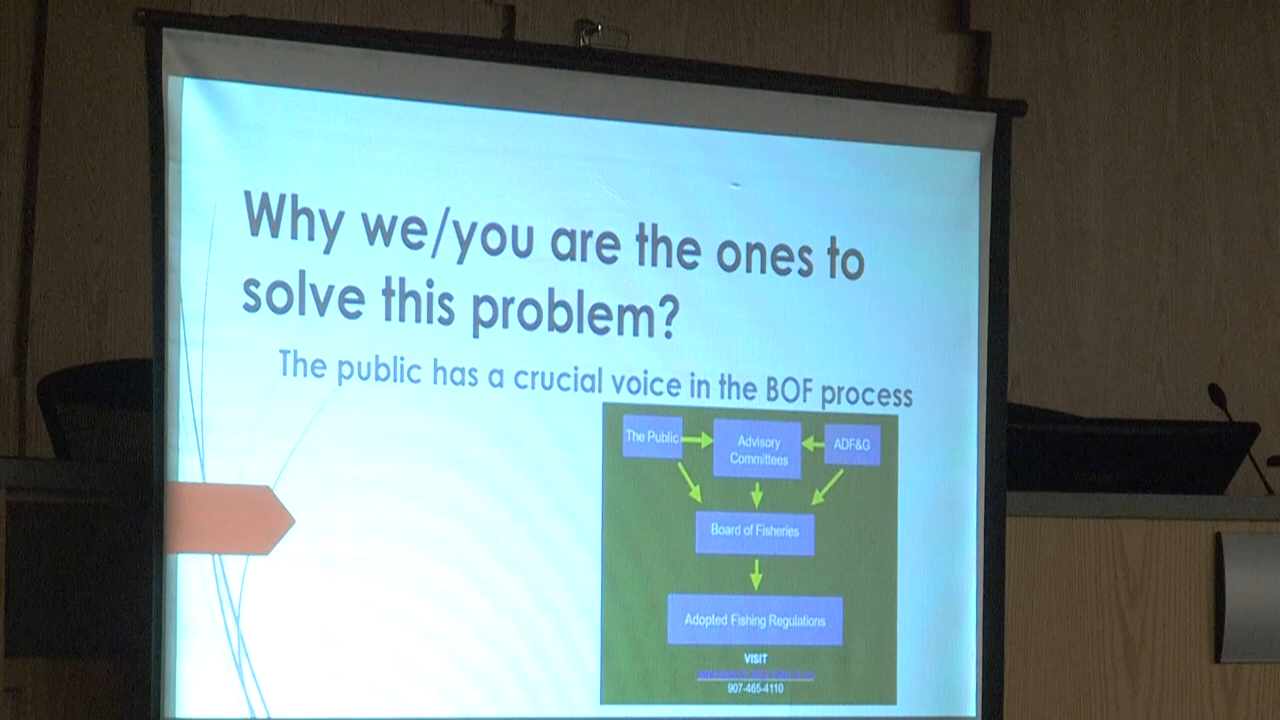 Why we/you are the ones to
solve this problem?
The public has a crucial voice in the BOF process
The Public
Advisory
Committees
ADF&G
Board of Fisheries
Adopted Fishing Regulations
VISIT
907-465-4110